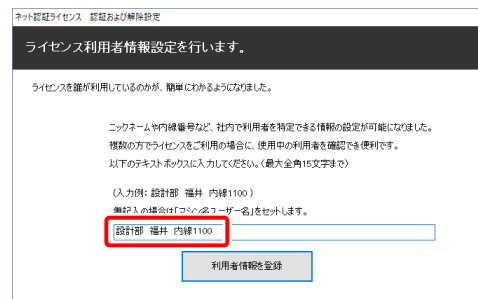 ネット認証ライセンス 認証および解除設定
ライセンス利用者情報設定を行います。
ライセンスを誰が利用しているのかが、簡単にわかるようになりました。
ニックネームや内線番号など、社内で利用者を特定できる情報の設定が可能になりました。
複数の方でライセンスをご利用の場合に、使用中の利用者を確認でき便利です。
以下のテキストボックスに入力してください。（最大全角15文字まで）
（入力例： 設計部 福井 内線1100 ）
無記入の場合は「マシン名ユーザー名」をセットします。
設計部 福井 内線1100
利用者情報を登録